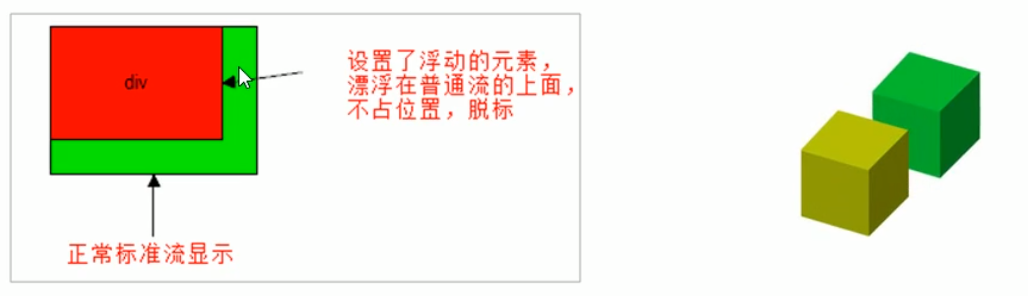 div
设置了浮动的元素，
漂浮在普通流的上面，
不占位置，脱标
正常标准流显示